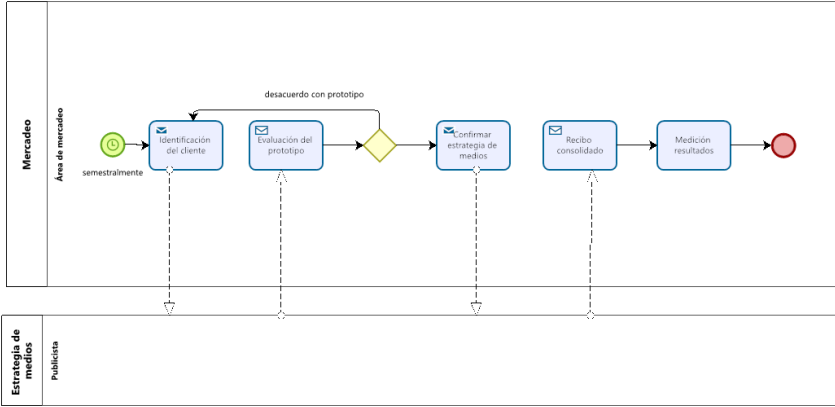 Mercadeo
Área de mercadeo
desacuerdo con prototipo
semestralmente
Identificación
del cliente
Evaluación del
prototipo
Confirmar
estrategia de
medios
Recibo
consolidado
Medición
resultados
Estrategia de
medios
Publicista